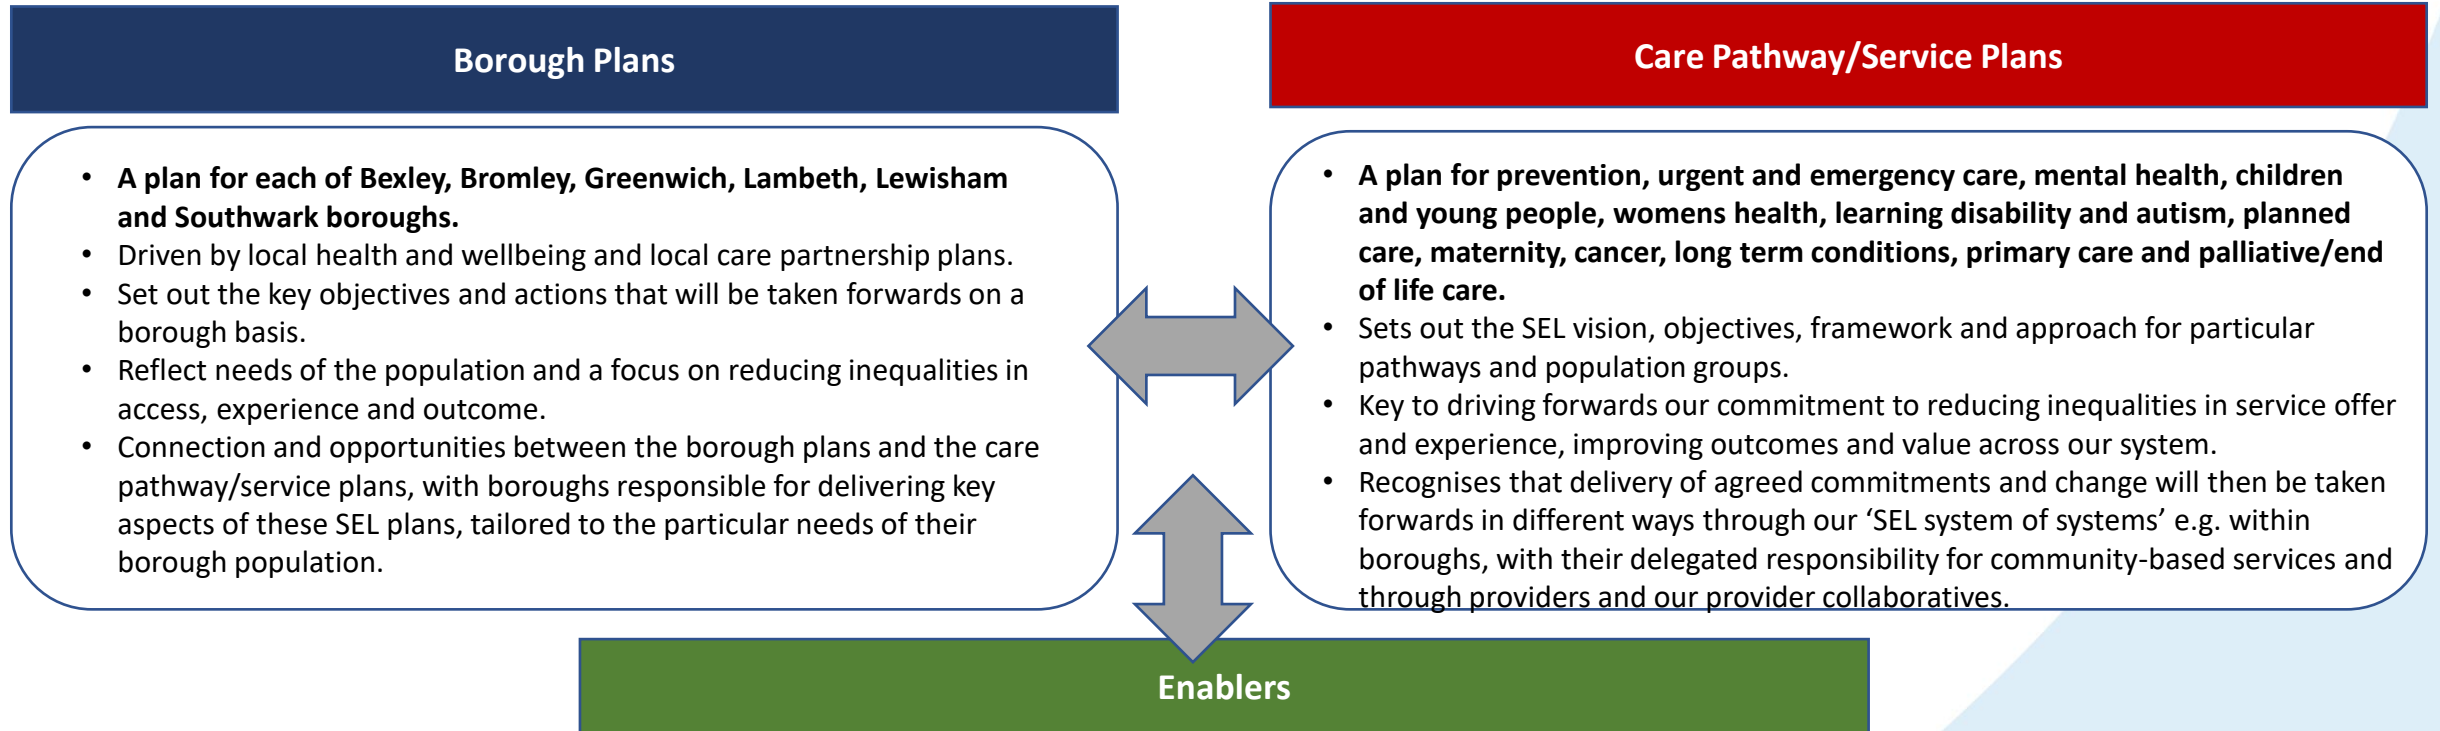 Borough Plans
• A plan for each of Bexley, Bromley, Greenwich, Lambeth, Lewisham
and Southwark boroughs.
• Driven by local health and wellbeing and local care partnership plans.
• Set out the key objectives and actions that will be taken forwards on a
borough basis.
• Reflect needs of the population and a focus on reducing inequalities in
access, experience and outcome.
• Connection and opportunities between the borough plans and the care
pathway/service plans, with boroughs responsible for delivering key
aspects of these SEL plans, tailored to the particular needs of their
borough population.
Care Pathway/Service Plans
• A plan for prevention, urgent and emergency care, mental health, children
and young people, womens health, learning disability and autism, planned
care, maternity, cancer, long term conditions, primary care and palliative/end
of life care.
• Sets out the SEL vision, objectives, framework and approach for particular
pathways and population groups.
• Key to driving forwards our commitment to reducing inequalities in service offer
and experience, improving outcomes and value across our system.
• Recognises that delivery of agreed commitments and change will then be taken
forwards in different ways through our ‘SEL system of systems’ e.g. within
boroughs, with their delegated responsibility for community-based services and
through providers and our provider collaboratives.
Enablers